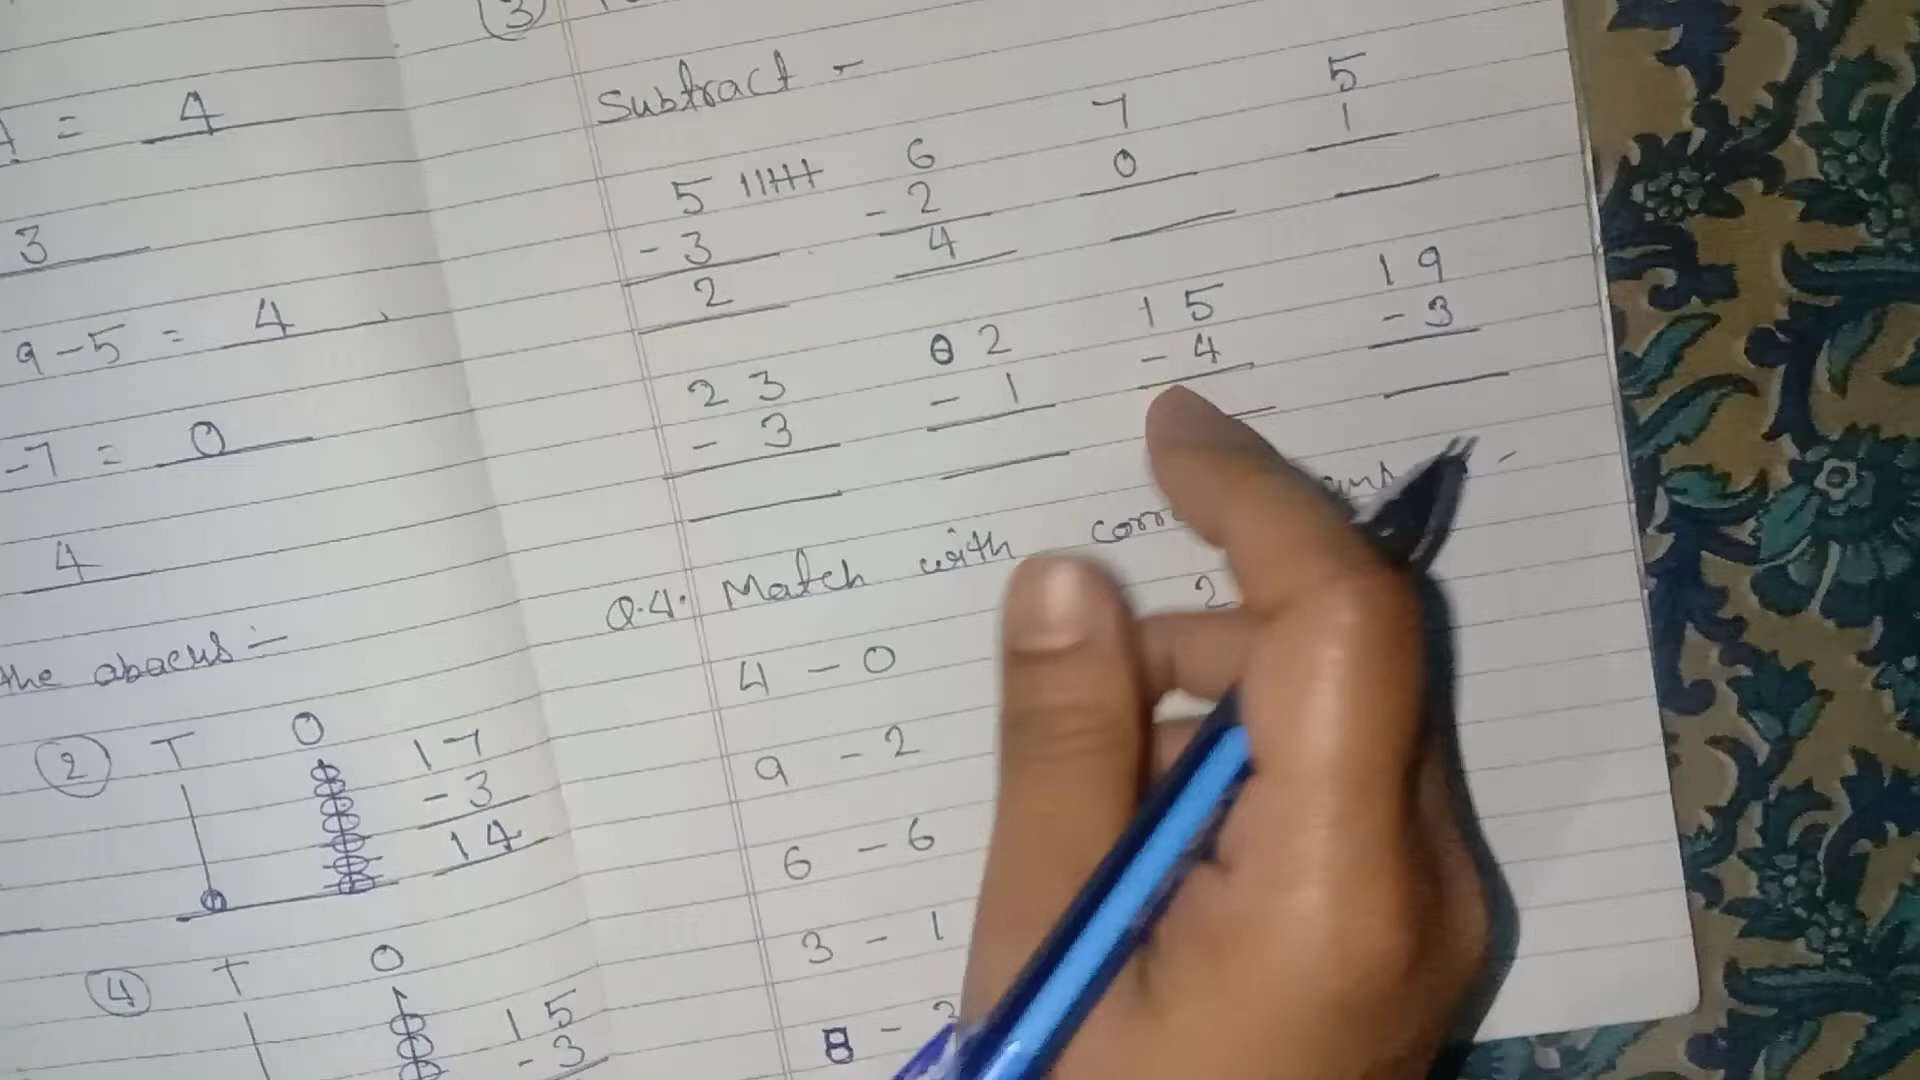 = 4
3
9 - 5 = 4
- 7 = 0
4
the abacus :-
2 T O 17
- 3
14
4 T O 15
- 3
3
Subtract -
5 6 7 5
- 3 - 2 0 1
2 4
23 02 15 19
- 3 - 1 - 4 - 3
Q.4. Match with
2
4 - 0
9 - 2
6 - 6
3 - 1
8 -